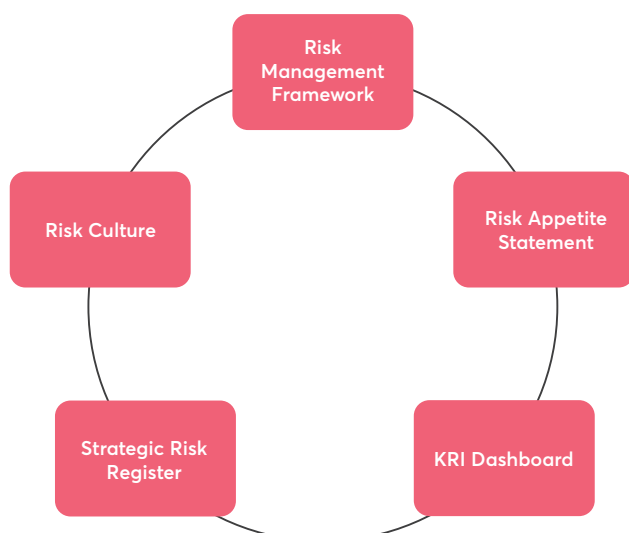 Risk
Management
Framework
Risk Culture
Risk Appetite
Statement
Strategic Risk
Register
KRI Dashboard